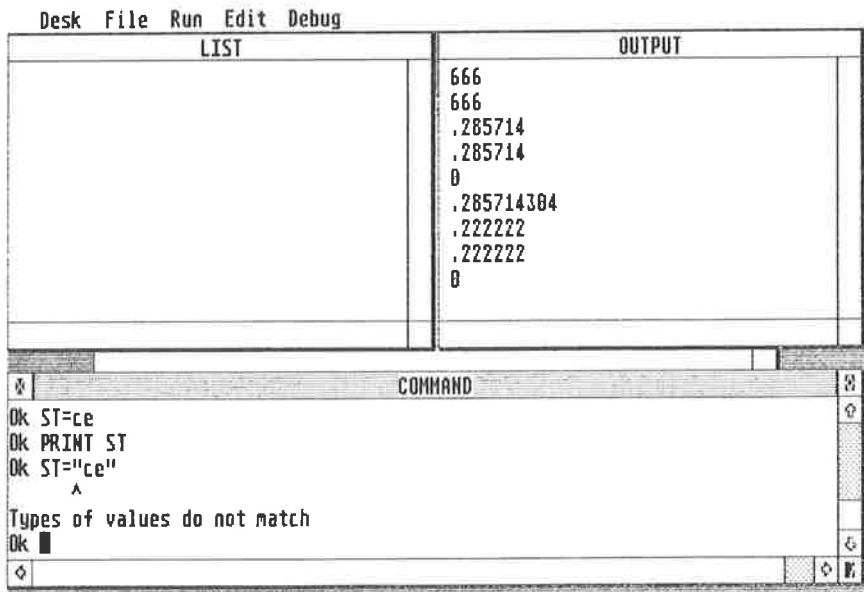 Desk File Run Edit Debug
LIST
OUTPUT
666
666
.285714
.285714
0
.285714304
.222222
.222222
0
COMMAND
Ok ST=ce
Ok PRINT ST
Ok ST="ce"
^
Types of values do not match
Ok